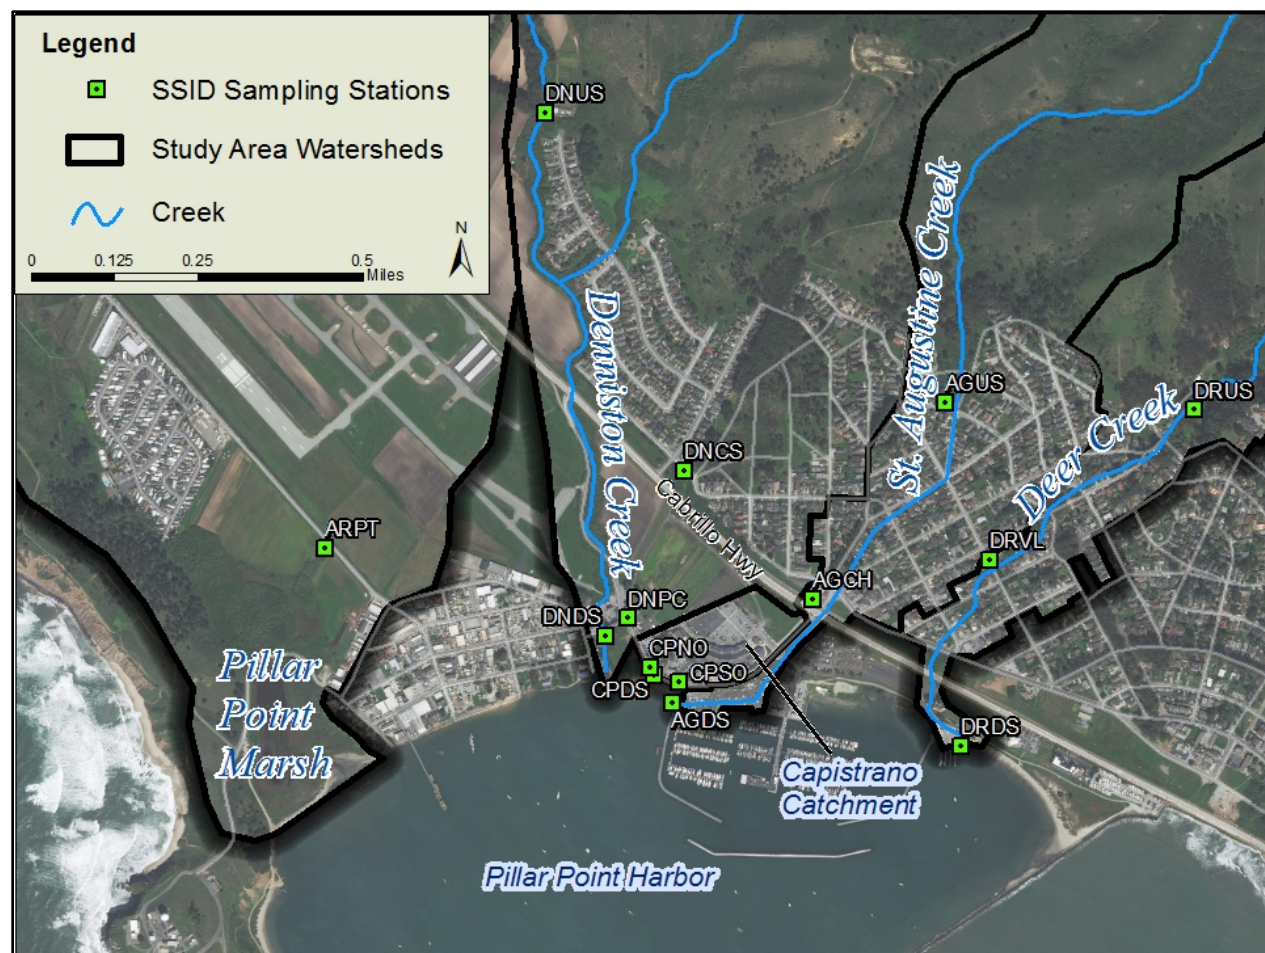 Legend
SSID Sampling Stations
Study Area Watersheds
Creek
N
0 0.125 0.25 0.5
Miles
DNUS
St. Augustine Creek
Denniston Creek
AGUS
DRUS
Deer Creek
DNCS
Cabrillo Hwy
ARPT
DRVL
AGCH
DNPC
DNDS
CPNO
CPSO
CPDS
AGDS
DRDS
Pillar
Point
Marsh
Capistrano
Catchment
Pillar Point Harbor